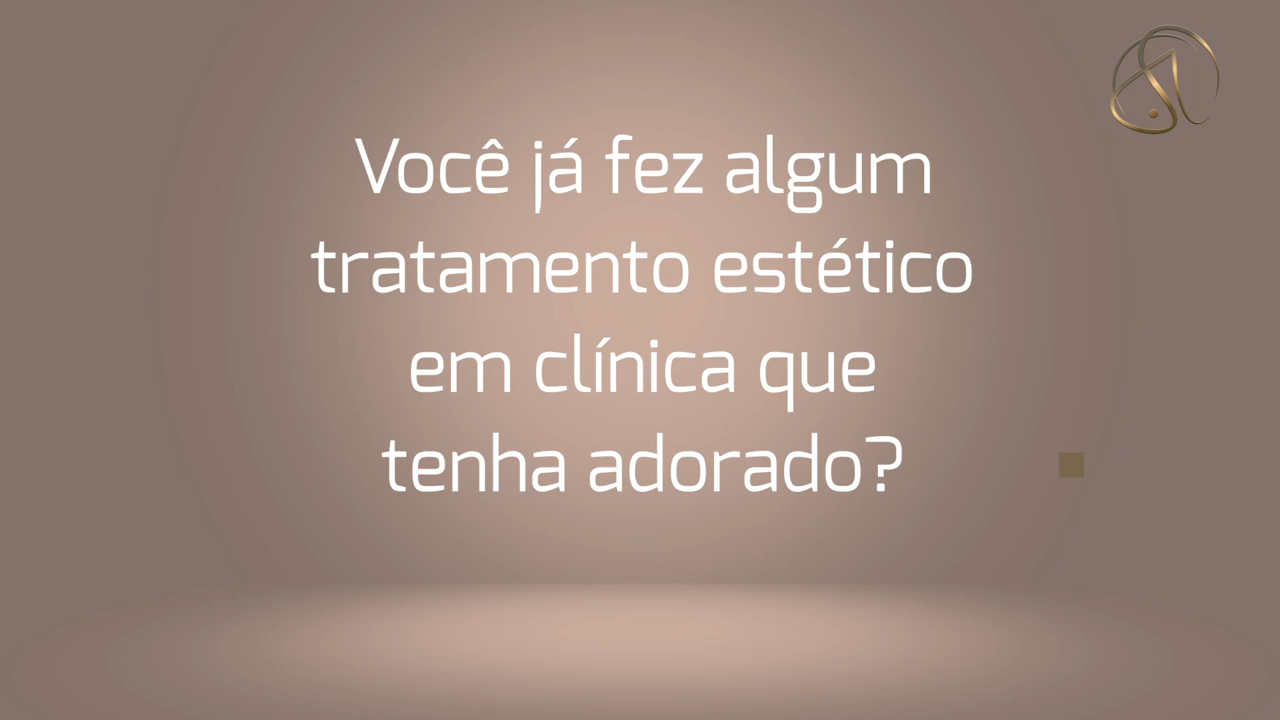 Você já fez algum
tratamento estético
em clínica que
tenha adorado?